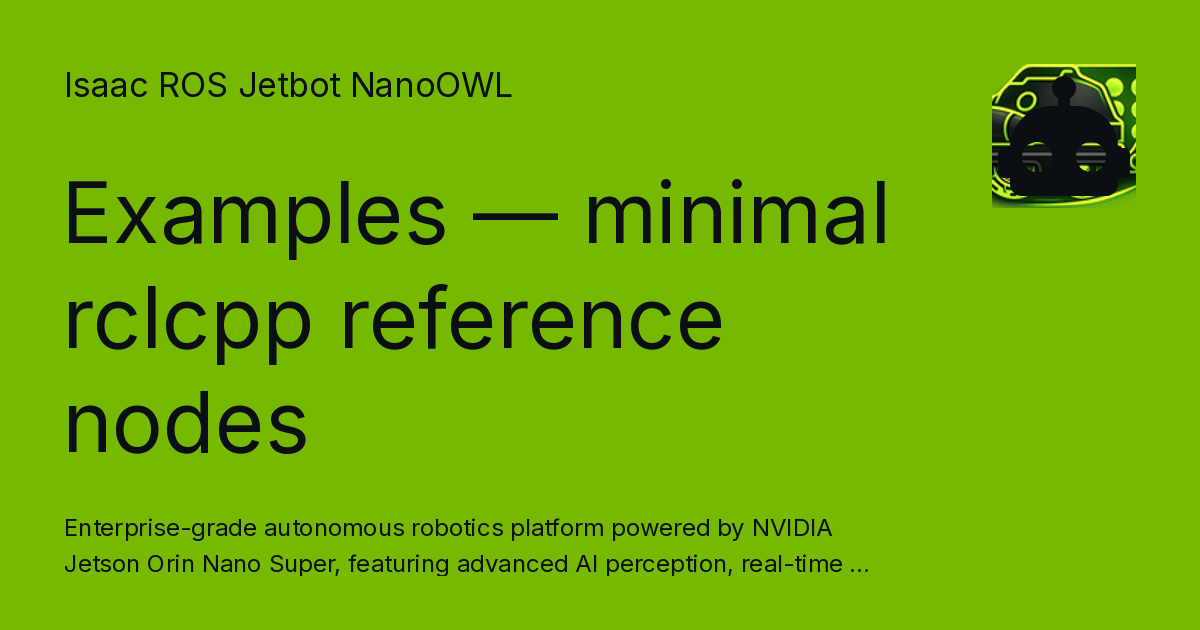 Isaac ROS Jetbot NanoOWL
Examples — minimal
rclcpp reference
nodes
Enterprise-grade autonomous robotics platform powered by NVIDIA
Jetson Orin Nano Super, featuring advanced AI perception, real-time ...